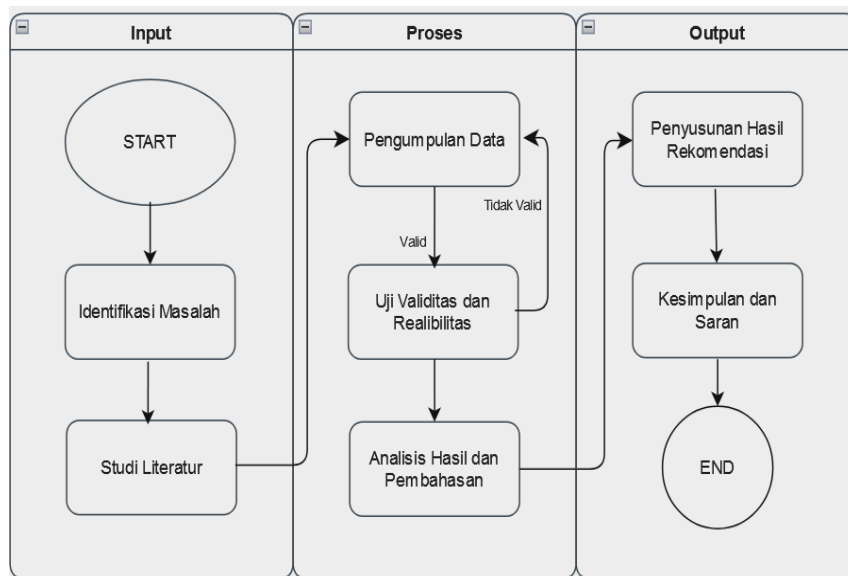 Input
START
Identifikasi Masalah
Studi Literatur
Proses
Pengumpulan Data
Tidak Valid
Valid
Uji Validitas dan
Realibilitas
Analisis Hasil dan
Pembahasan
Output
Penyusunan Hasil
Rekomendasi
Kesimpulan dan
Saran
END